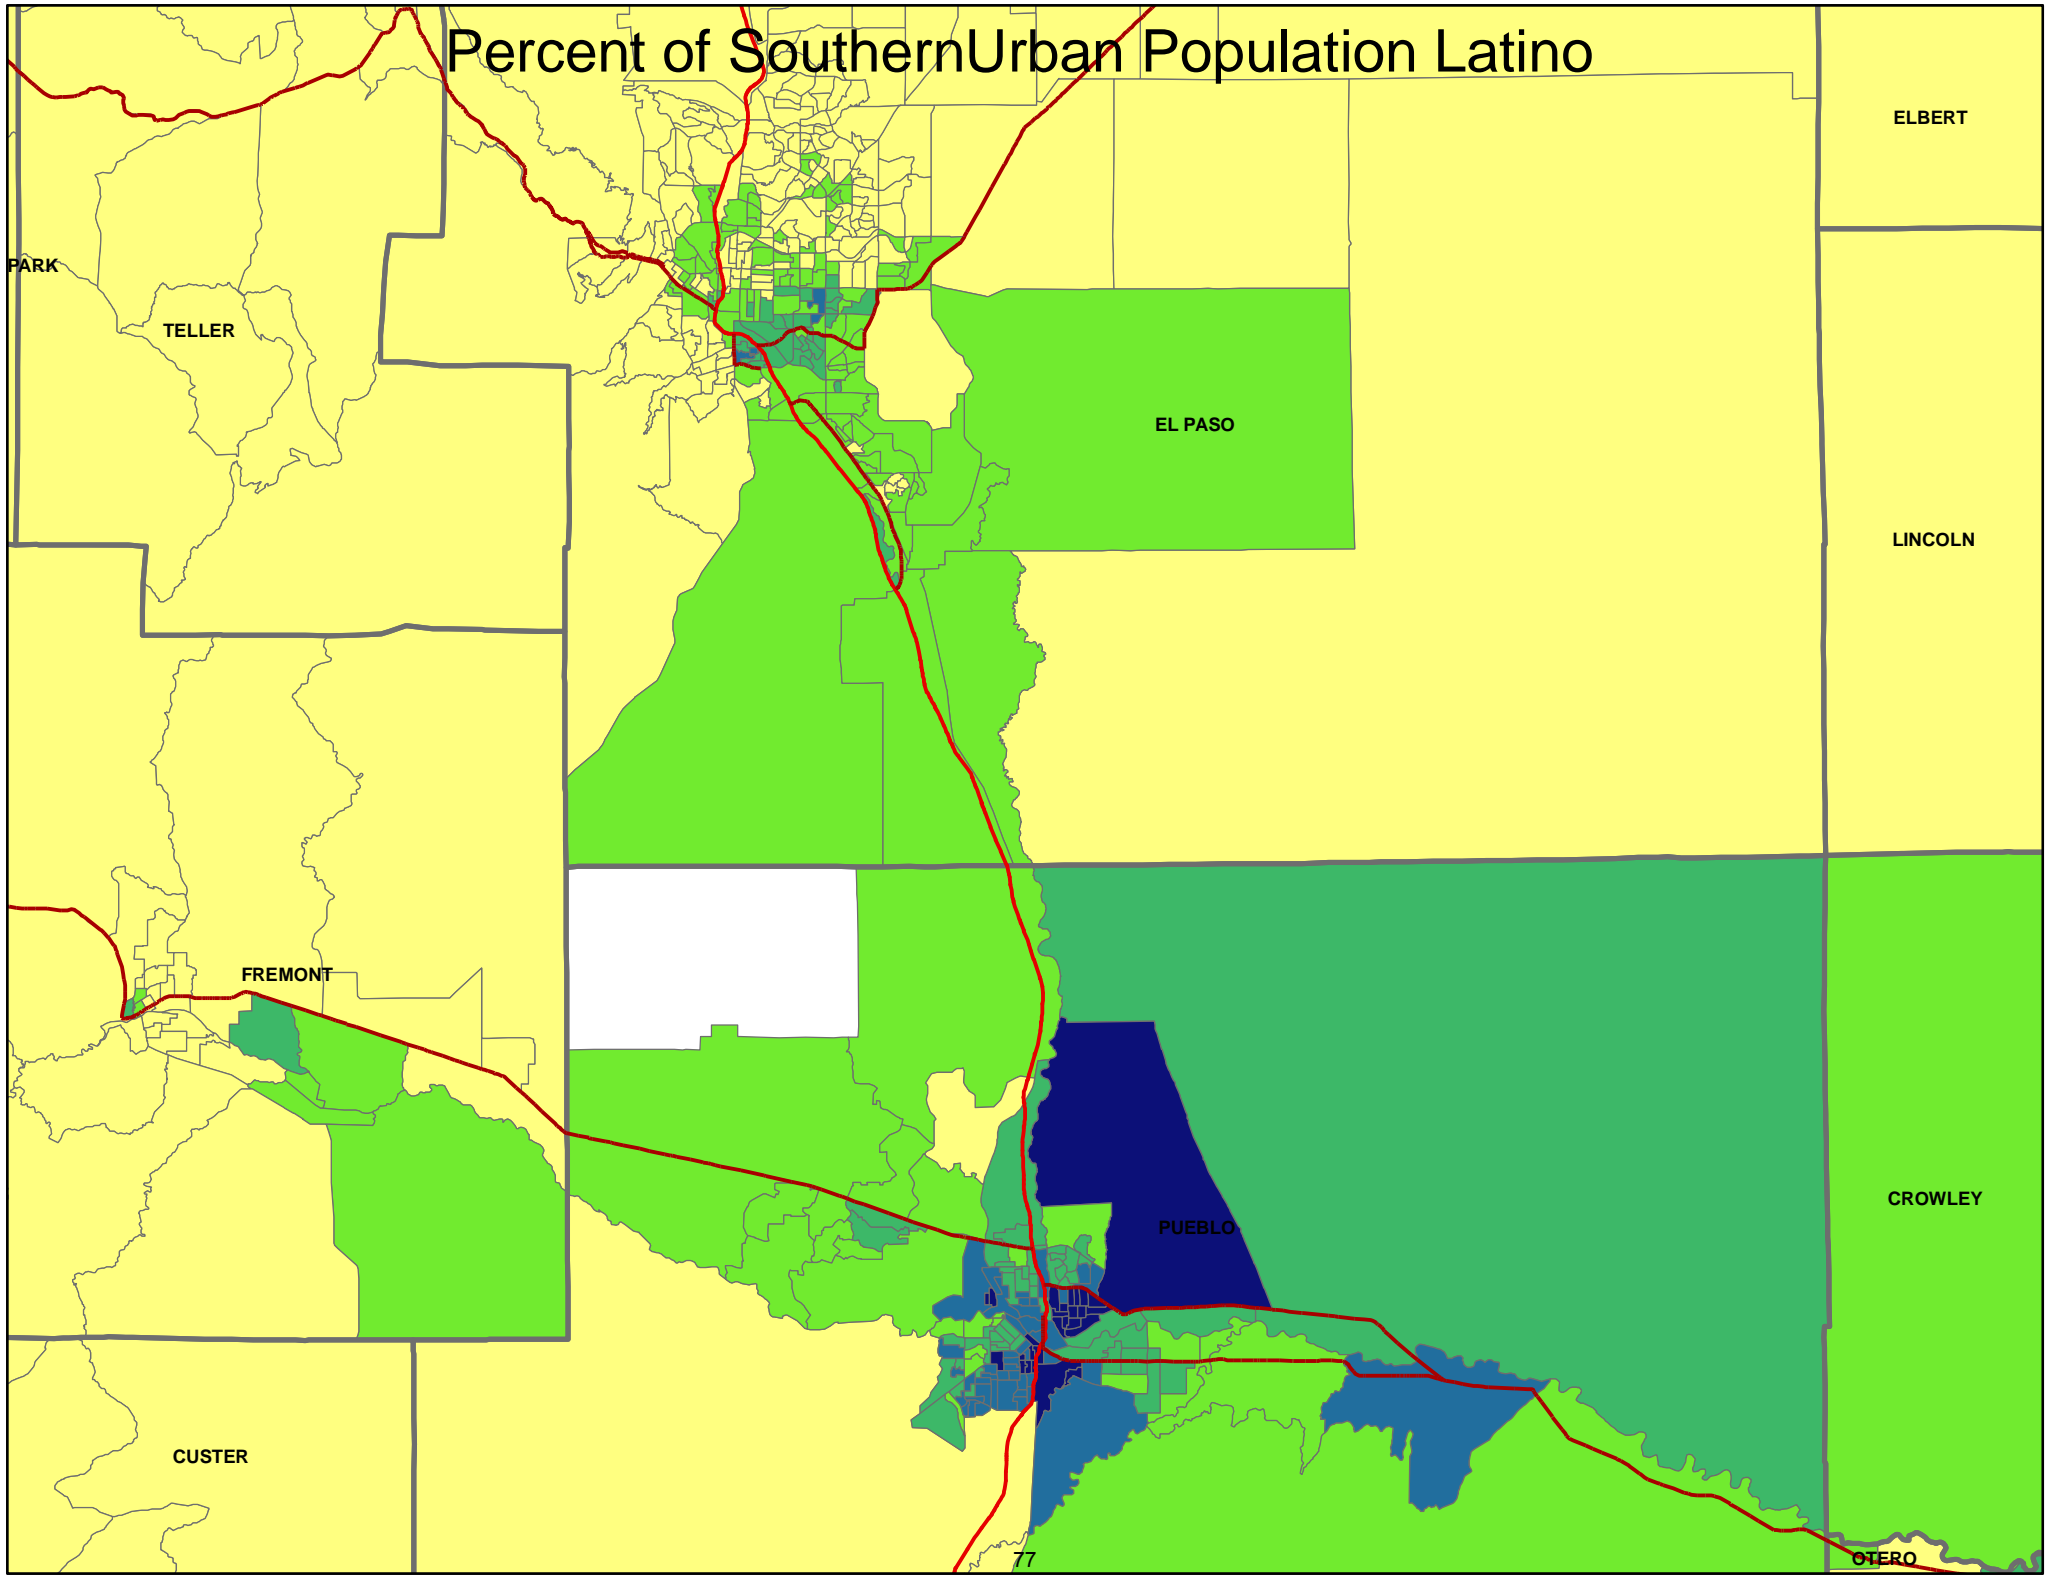 Percent of SouthernUrban Population Latino
ELBERT
PARK
TELLER
EL PASO
LINCOLN
FREMONT
CROWLEY
PUEBLO
CUSTER
77
OTERO